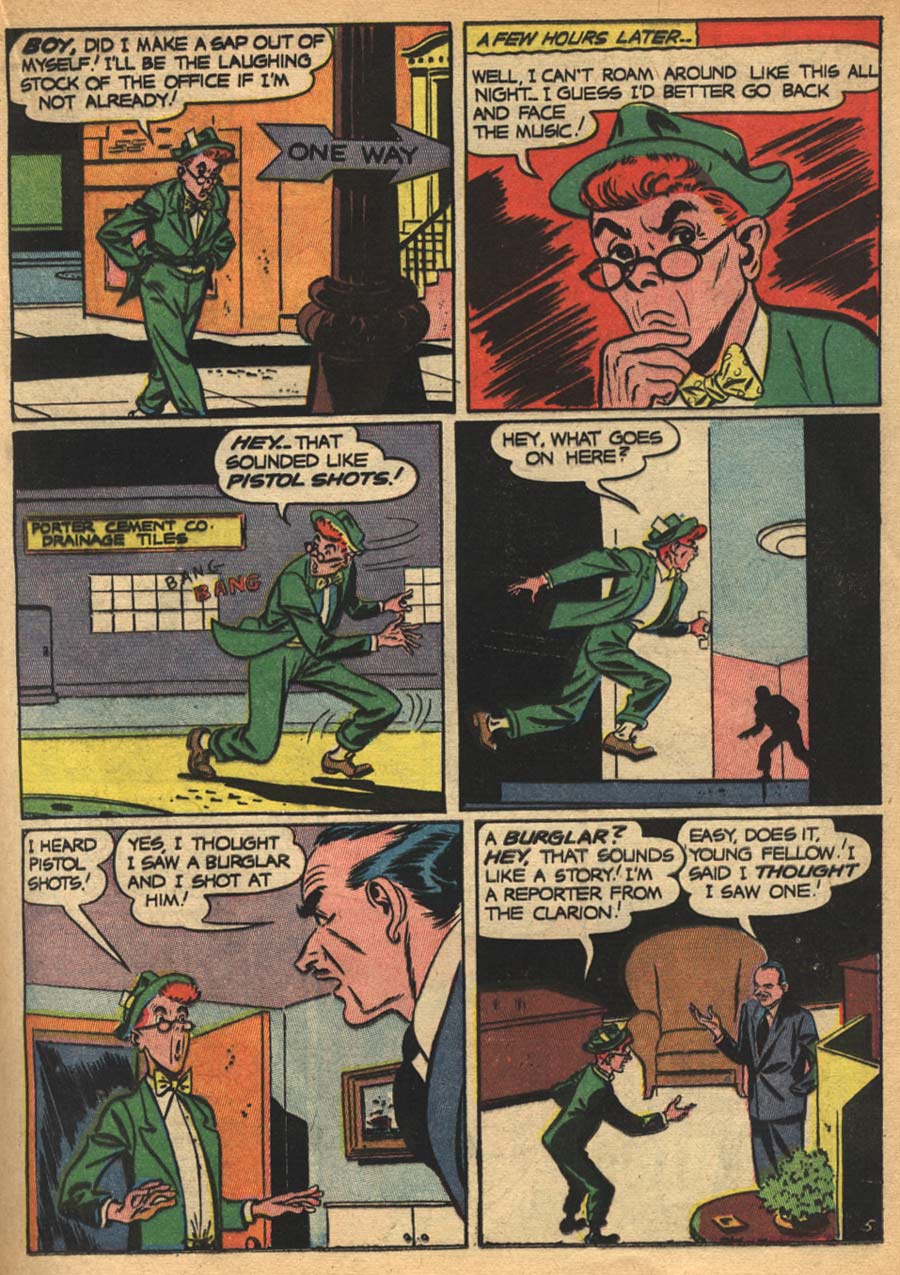 BOY, DID I MAKE A SAP OUT OF
MYSELF! I'LL BE THE LAUGHING
STOCK OF THE OFFICE IF I'M
NOT ALREADY!
ONE WAY
A FEW HOURS LATER--
WELL, I CAN'T ROAM AROUND LIKE THIS ALL
NIGHT-- I GUESS I'D BETTER GO BACK
AND FACE
THE MUSIC!
HEY-- THAT
SOUNDED LIKE
PISTOL SHOTS!
PORTER CEMENT CO.
DRAINAGE TILES
BANG
BANG
HEY, WHAT GOES
ON HERE?
I HEARD
PISTOL
SHOTS!
YES, I THOUGHT
I SAW A BURGLAR
AND I SHOT AT
HIM!
A BURGLAR?
HEY, THAT SOUNDS
LIKE A STORY! I'M
A REPORTER FROM
THE CLARION!
EASY, DOES IT,
YOUNG FELLOW! I
SAID I THOUGHT
I SAW ONE!
5